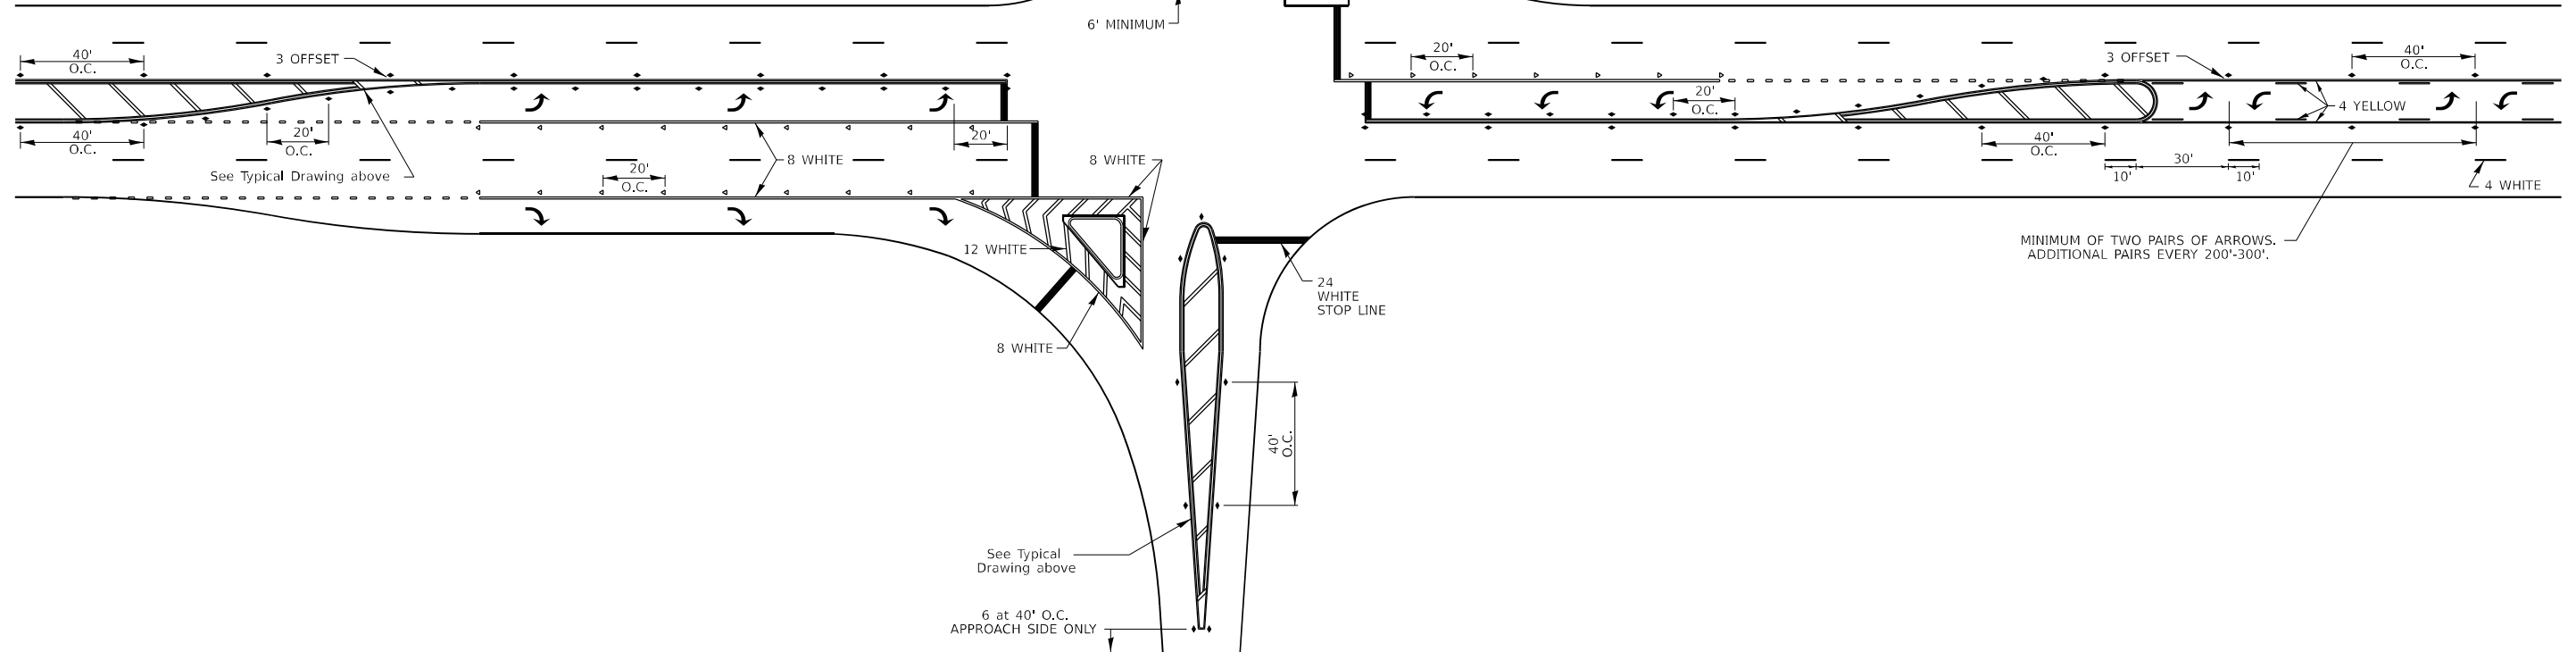 6' MINIMUM
40'
O.C.
3 OFFSET
20'
O.C.
3 OFFSET
40'
O.C.
20'
O.C.
4 YELLOW
40'
O.C.
20'
O.C.
See Typical Drawing above
20'
O.C.
8 WHITE
20'
8 WHITE
40'
O.C.
10'
30'
10'
4 WHITE
12 WHITE
8 WHITE
24
WHITE
STOP LINE
MINIMUM OF TWO PAIRS OF ARROWS.
ADDITIONAL PAIRS EVERY 200'-300'.
40'
O.C.
See Typical
Drawing above
6 at 40' O.C.
APPROACH SIDE ONLY